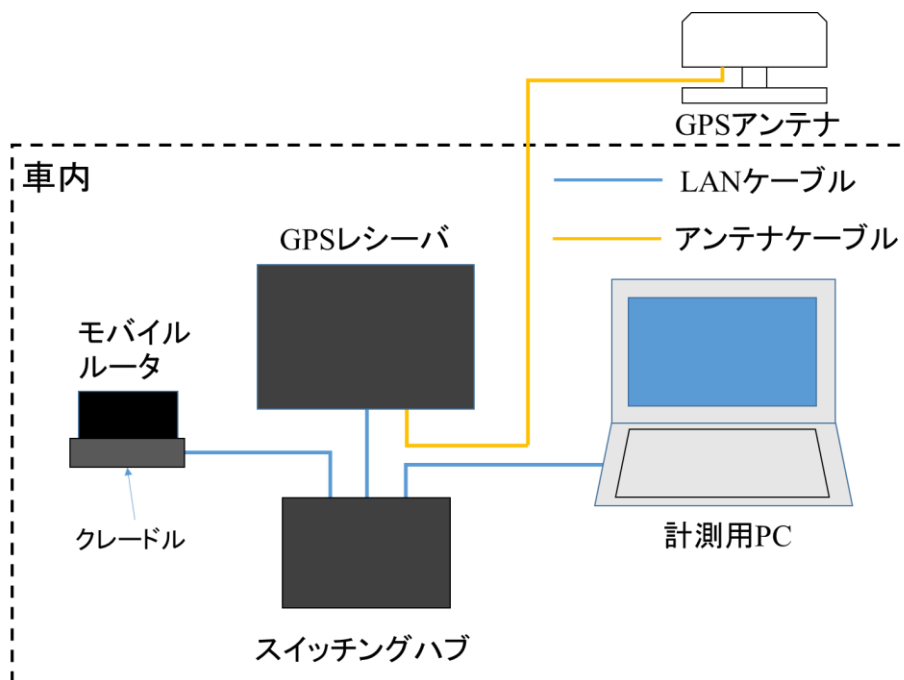 GPSアンテナ
車内
LANケーブル
アンテナケーブル
GPSレシーバ
モバイル
ルータ
クレードル
計測用PC
スイッチングハブ